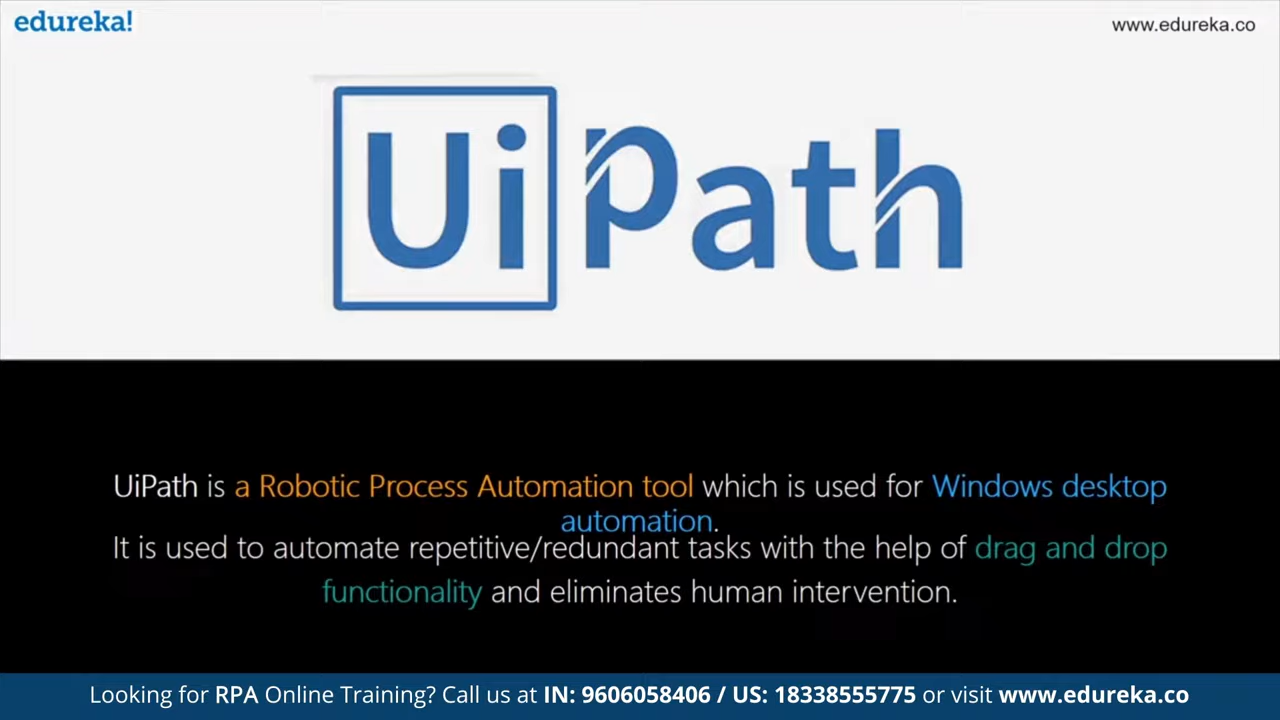 edureka!
www.edureka.co
UiPath
UiPath is a Robotic Process Automation tool which is used for Windows desktop
automation.
It is used to automate repetitive/redundant tasks with the help of drag and drop
functionality and eliminates human intervention.
Looking for RPA Online Training? Call us at IN: 9606058406 / US: 18338555775 or visit www.edureka.co